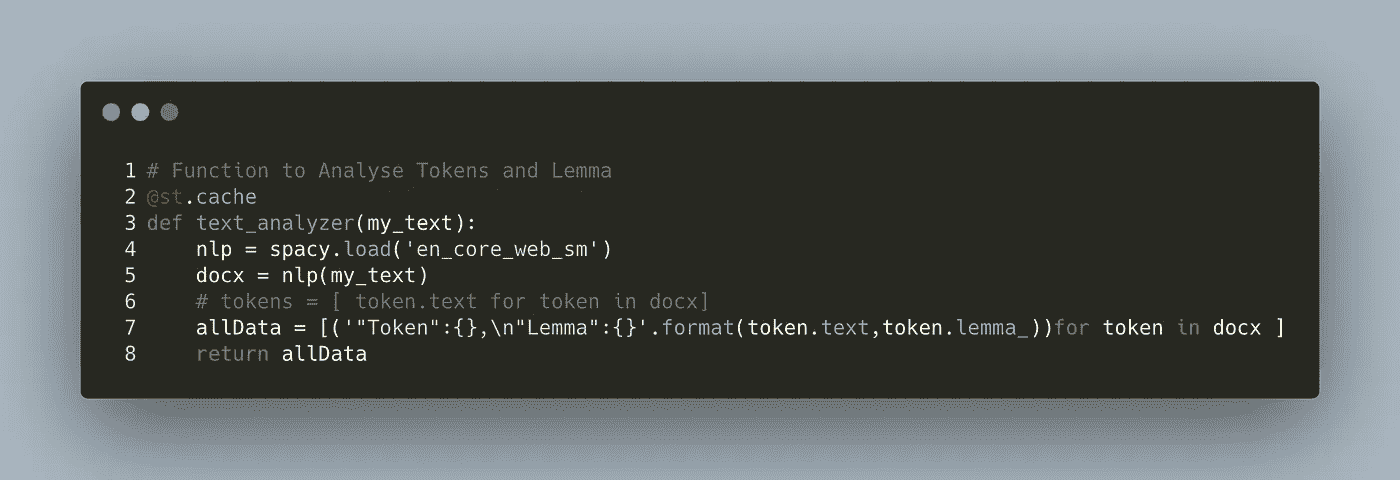 1 # Function to Analyse Tokens and Lemma
2 @st.cache
3 def text_analyzer(my_text):
4     nlp = spacy.load('en_core_web_sm')
5     docx = nlp(my_text)
6     # tokens = [ token.text for token in docx]
7     allData = [('"Token":{},\n"Lemma":{}'.format(token.text,token.lemma_))for token in docx ]
8     return allData